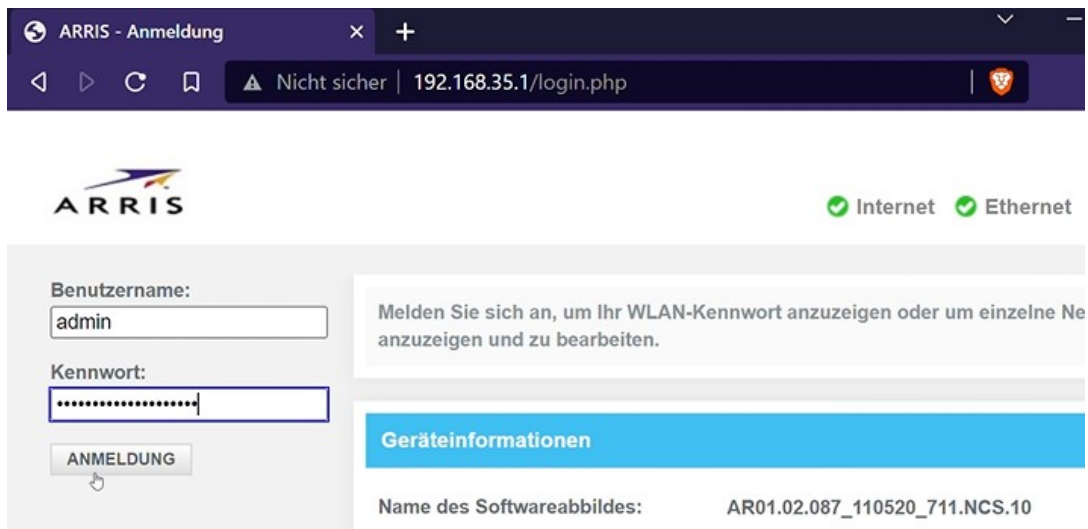 ARRIS - Anmeldung
Nicht sicher | 192.168.35.1/login.php
ARRIS
Internet Ethernet
Benutzername:
admin
Kennwort:
ANMELDUNG
Melden Sie sich an, um Ihr WLAN-Kennwort anzuzeigen oder um einzelne Ne
anzuzeigen und zu bearbeiten.
Geräteinformationen
Name des Softwareabbildes: AR01.02.087_110520_711.NCS.10